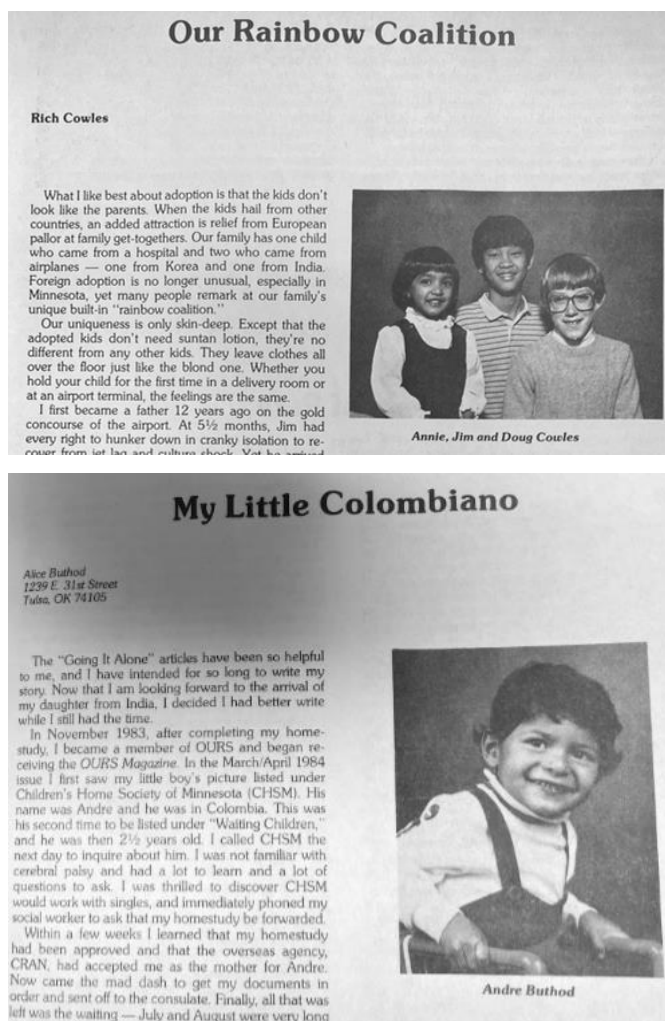 Our Rainbow Coalition
Rich Cowles
What I like best about adoption is that the kids don't
look like the parents. When the kids hail from other
countries, an added attraction is relief from European
pallor at family get-togethers. Our family has one child
who came from a hospital and two who came from
airplanes — one from Korea and one from India.
Foreign adoption is no longer unusual, especially in
Minnesota, yet many people remark at our family's
unique built-in "rainbow coalition."
Our uniqueness is only skin-deep. Except that the
adopted kids don't need suntan lotion, they're no
different from any other kids. They leave clothes all
over the floor just like the blond one. Whether you
hold your child for the first time in a delivery room or
at an airport terminal, the feelings are the same.
I first became a father 12 years ago on the gold
concourse of the airport. At 5½ months, Jim had
every right to hunker down in cranky isolation to re-
cover from jet lag and culture shock. Yet he arrived
Annie, Jim and Doug Cowles
My Little Colombiano
Alice Buthod
1239 E. 31st Street
Tulsa, OK 74105
The "Going It Alone" articles have been so helpful
to me, and I have intended for so long to write my
story. Now that I am looking forward to the arrival of
my daughter from India, I decided I had better write
while I still had the time.
In November 1983, after completing my home-
study, I became a member of OURS and began re-
ceiving the OURS Magazine. In the March/April 1984
issue I first saw my little boy's picture listed under
Children's Home Society of Minnesota (CHSM). His
name was Andre and he was in Colombia. This was
his second time to be listed under "Waiting Children,"
and he was then 2½ years old. I called CHSM the
next day to inquire about him. I was not familiar with
cerebral palsy and had a lot to learn and a lot of
questions to ask. I was thrilled to discover CHSM
would work with singles, and immediately phoned my
social worker to ask that my homestudy be forwarded.
Within a few weeks I learned that my homestudy
had been approved and that the overseas agency,
CRAN, had accepted me as the mother for Andre.
Now came the mad dash to get my documents in
order and sent off to the consulate. Finally, all that was
left was the waiting — July and August were very long
Andre Buthod